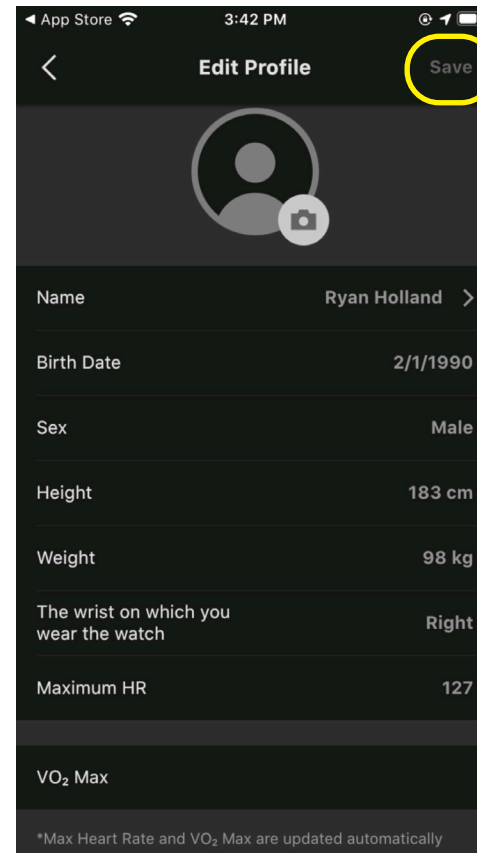 ◀ App Store 3:42 PM
Edit Profile Save
Name Ryan Holland
Birth Date 2/1/1990
Sex Male
Height 183 cm
Weight 98 kg
The wrist on which you
wear the watch Right
Maximum HR 127
VO₂ Max
*Max Heart Rate and VO₂ Max are updated automatically